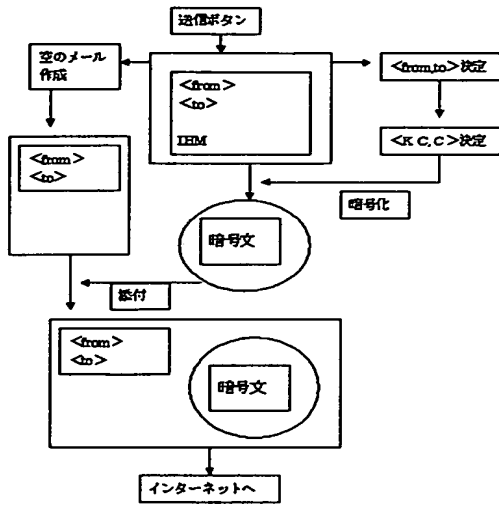 送信ボタン
空のメール
作成
<from>
<to>
IHM
<from,to>決定
<K C,C>決定
<from>
<to>
暗号化
暗号文
添付
<from>
<to>
暗号文
インターネットへ